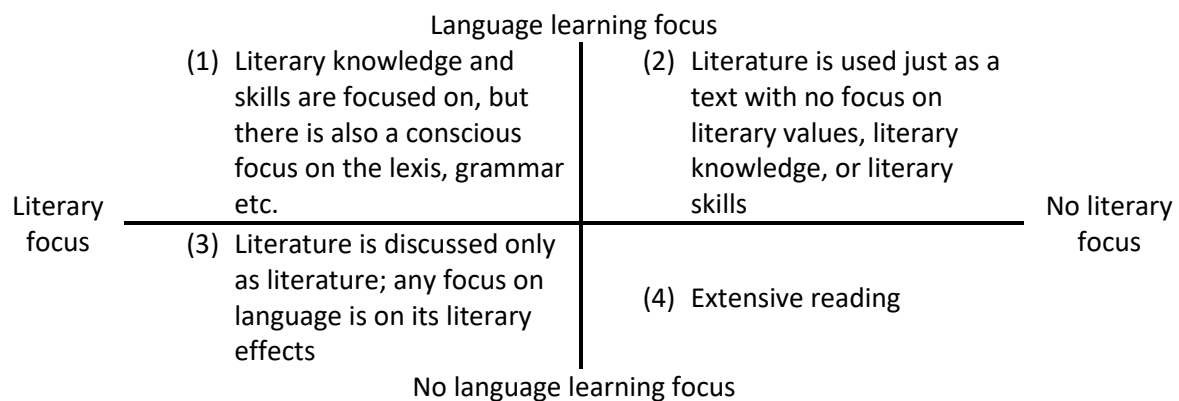 Language learning focus
(1) Literary knowledge and
skills are focused on, but
there is also a conscious
focus on the lexis, grammar
etc.
(2) Literature is used just as a
text with no focus on
literary values, literary
knowledge, or literary
skills
Literary
focus
No literary
focus
(3) Literature is discussed only
as literature; any focus on
language is on its literary
effects
(4) Extensive reading
No language learning focus